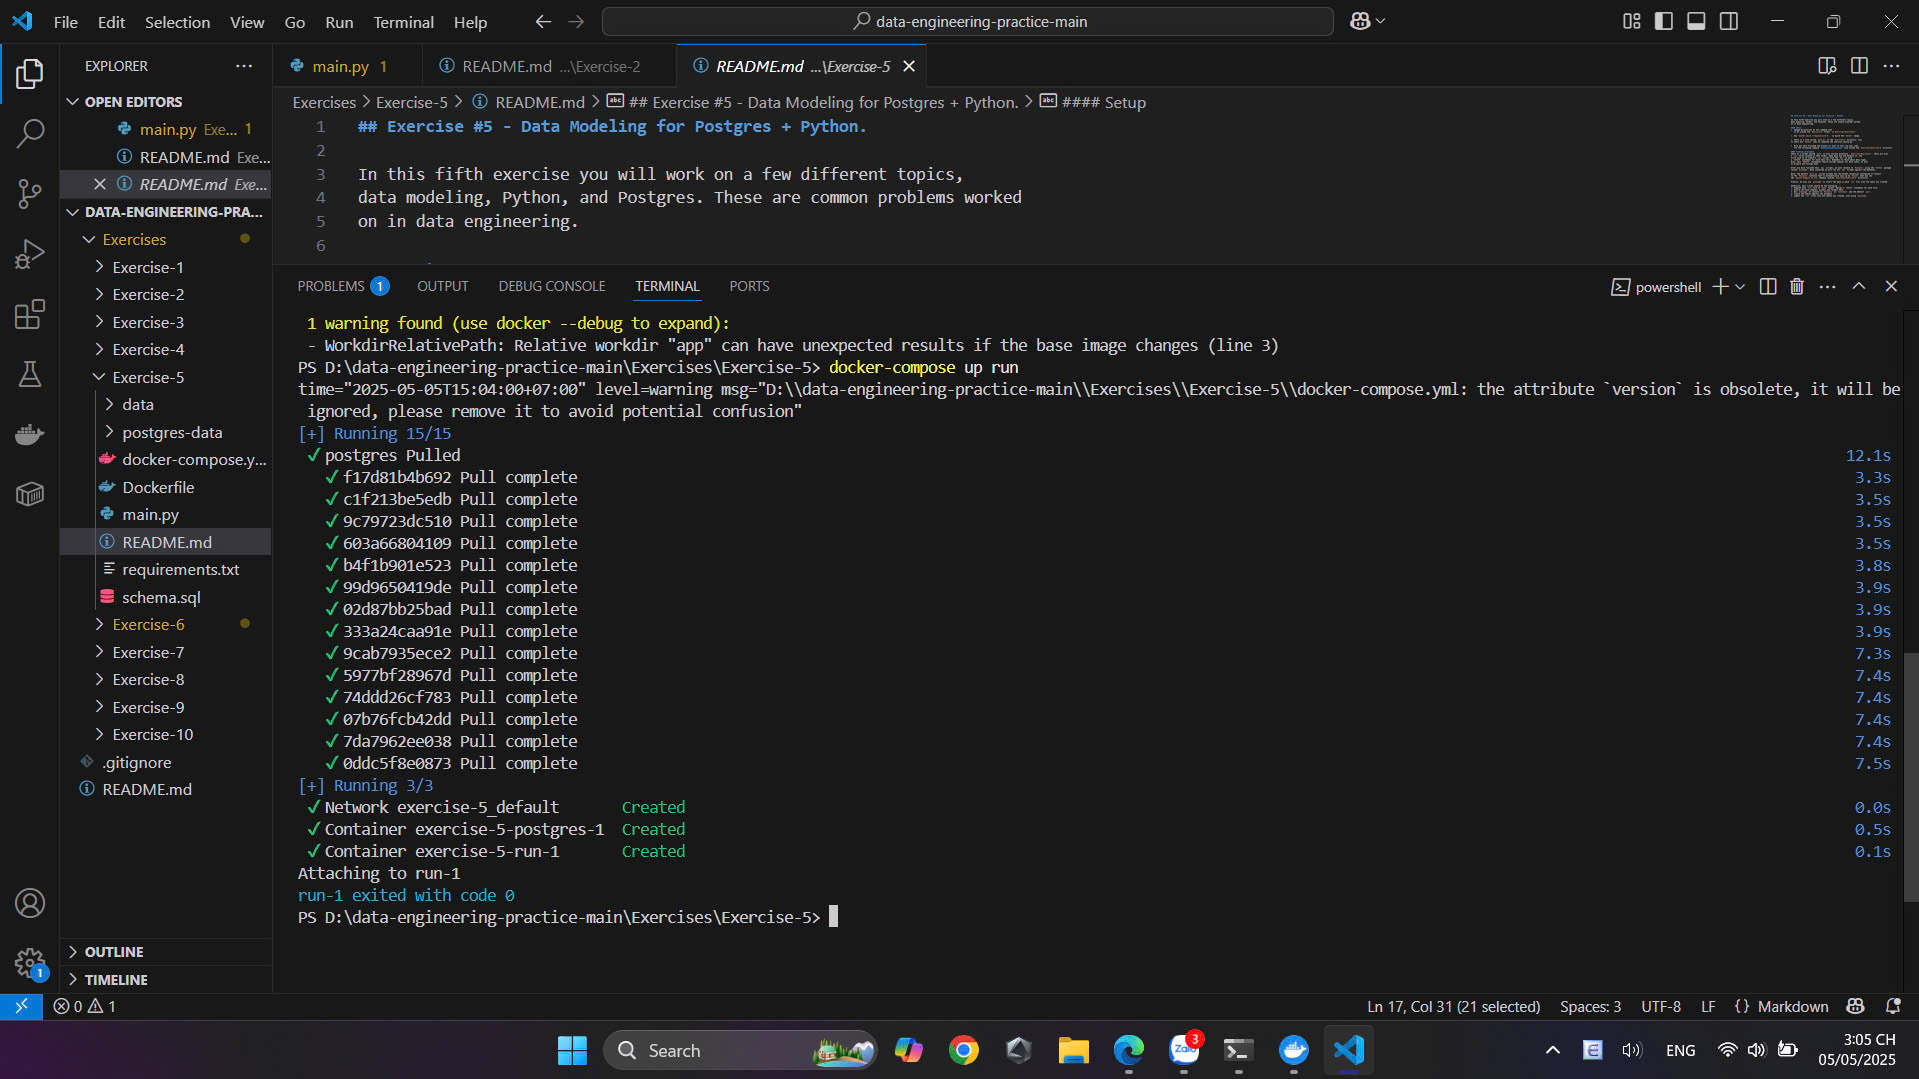 File Edit Selection View Go Run Terminal Help
data-engineering-practice-main
EXPLORER
OPEN EDITORS
main.py Exe... 1
README.md Exe...
README.md Exe...
DATA-ENGINEERING-PRA...
Exercises
Exercise-1
Exercise-2
Exercise-3
Exercise-4
Exercise-5
data
postgres-data
docker-compose.y...
Dockerfile
main.py
README.md
requirements.txt
schema.sql
Exercise-6
Exercise-7
Exercise-8
Exercise-9
Exercise-10
.gitignore
README.md
OUTLINE
TIMELINE
main.py 1
README.md ...\Exercise-2
README.md ...\Exercise-5
Exercises > Exercise-5 > README.md > ## Exercise #5 - Data Modeling for Postgres + Python. > #### Setup
1 ## Exercise #5 - Data Modeling for Postgres + Python.
2
3 In this fifth exercise you will work on a few different topics,
4 data modeling, Python, and Postgres. These are common problems worked
5 on in data engineering.
6
PROBLEMS 1 OUTPUT DEBUG CONSOLE TERMINAL PORTS
powershell
1 warning found (use docker --debug to expand):
- WorkdirRelativePath: Relative workdir "app" can have unexpected results if the base image changes (line 3)
PS D:\data-engineering-practice-main\Exercises\Exercise-5> docker-compose up run
time="2025-05-05T15:04:00+07:00" level=warning msg="D:\\data-engineering-practice-main\\Exercises\\Exercise-5\\docker-compose.yml: the attribute `version` is obsolete, it will be
ignored, please remove it to avoid potential confusion"
[+] Running 15/15
✓ postgres Pulled 12.1s
✓ f17d81b4b692 Pull complete 3.3s
✓ c1f213be5edb Pull complete 3.5s
✓ 9c79723dc510 Pull complete 3.5s
✓ 603a66804109 Pull complete 3.5s
✓ b4f1b901e523 Pull complete 3.8s
✓ 99d9650419de Pull complete 3.9s
✓ 02d87bb25bad Pull complete 3.9s
✓ 333a24caa91e Pull complete 3.9s
✓ 9cab7935ece2 Pull complete 7.3s
✓ 5977bf28967d Pull complete 7.4s
✓ 74ddd26cf783 Pull complete 7.4s
✓ 07b76fcb42dd Pull complete 7.4s
✓ 7da7962ee038 Pull complete 7.4s
✓ 0ddc5f8e0873 Pull complete 7.5s
[+] Running 3/3
✓ Network exercise-5_default Created 0.0s
✓ Container exercise-5-postgres-1 Created 0.5s
✓ Container exercise-5-run-1 Created 0.1s
Attaching to run-1
run-1 exited with code 0
PS D:\data-engineering-practice-main\Exercises\Exercise-5>
1
0 1
Ln 17, Col 31 (21 selected) Spaces: 3 UTF-8 LF {} Markdown
Search
Zalo 3
ENG
3:05 CH
05/05/2025